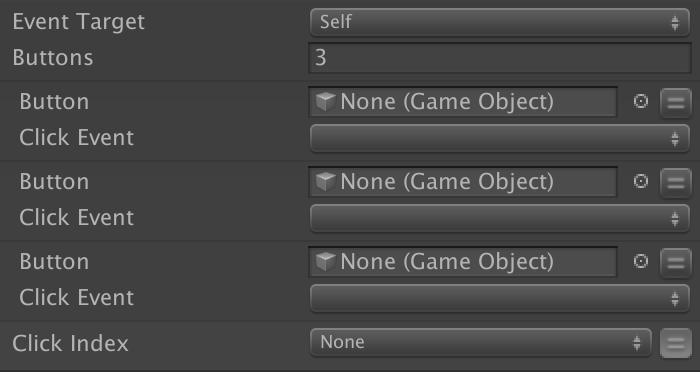 Event Target Self
Buttons 3
Button None (Game Object)
Click Event
Button None (Game Object)
Click Event
Button None (Game Object)
Click Event
Click Index None